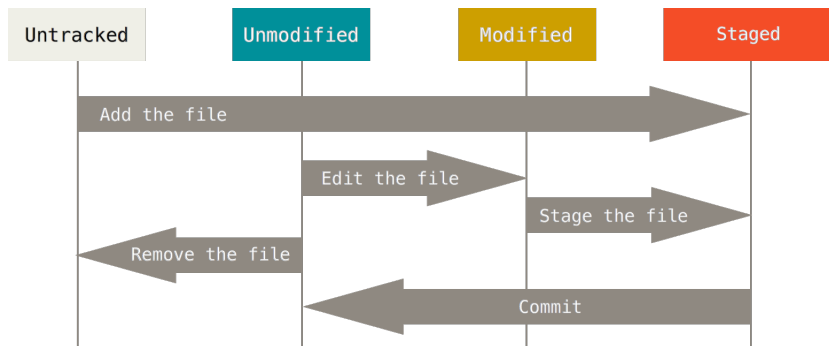 Untracked
Unmodified
Modified
Staged
Add the file
Edit the file
Stage the file
Remove the file
Commit